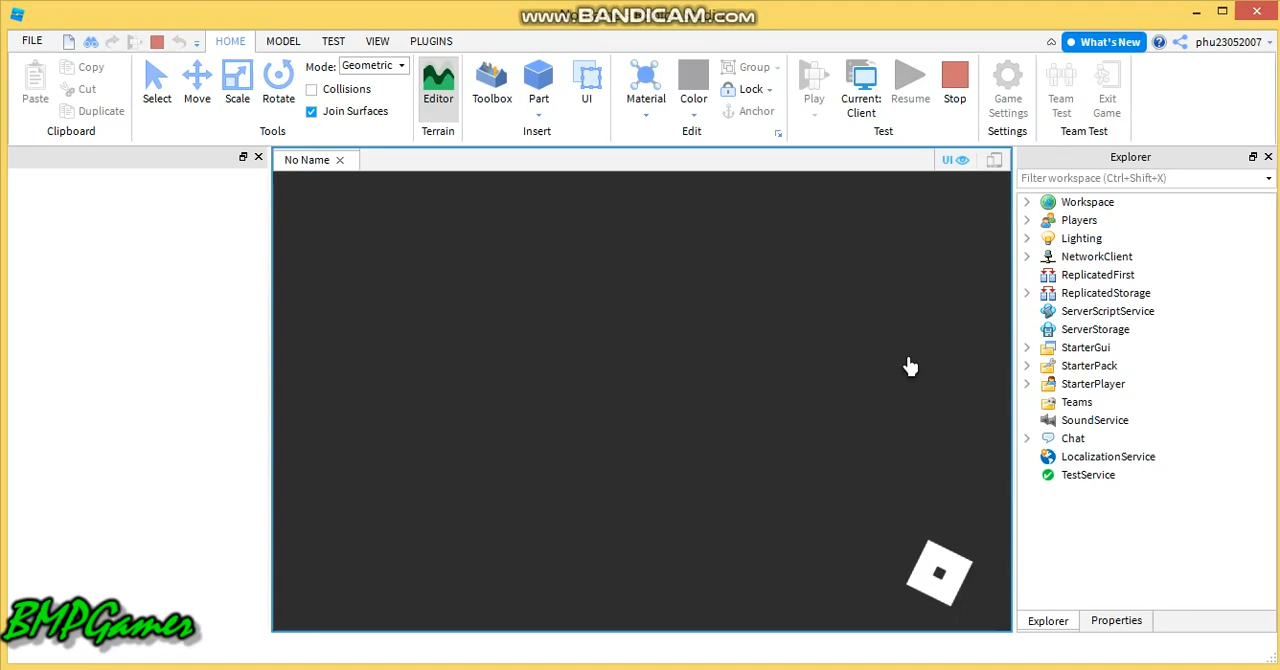 www.BANDICAM.com
FILE HOME MODEL TEST VIEW PLUGINS What's New phu23052007
Paste Copy Cut Duplicate
Clipboard
Select Move Scale Rotate
Mode: Geometric
Collisions
Join Surfaces
Tools
Editor
Terrain
Toolbox Part UI
Insert
Material Color Group Lock Anchor
Edit
Play Current: Client Resume Stop
Test
Game Settings
Settings
Team Test Exit Game
Team Test
No Name
UI
Explorer
Filter workspace (Ctrl+Shift+X)
Workspace
Players
Lighting
NetworkClient
ReplicatedFirst
ReplicatedStorage
ServerScriptService
ServerStorage
StarterGui
StarterPack
StarterPlayer
Teams
SoundService
Chat
LocalizationService
TestService
Explorer Properties
BMPGamer